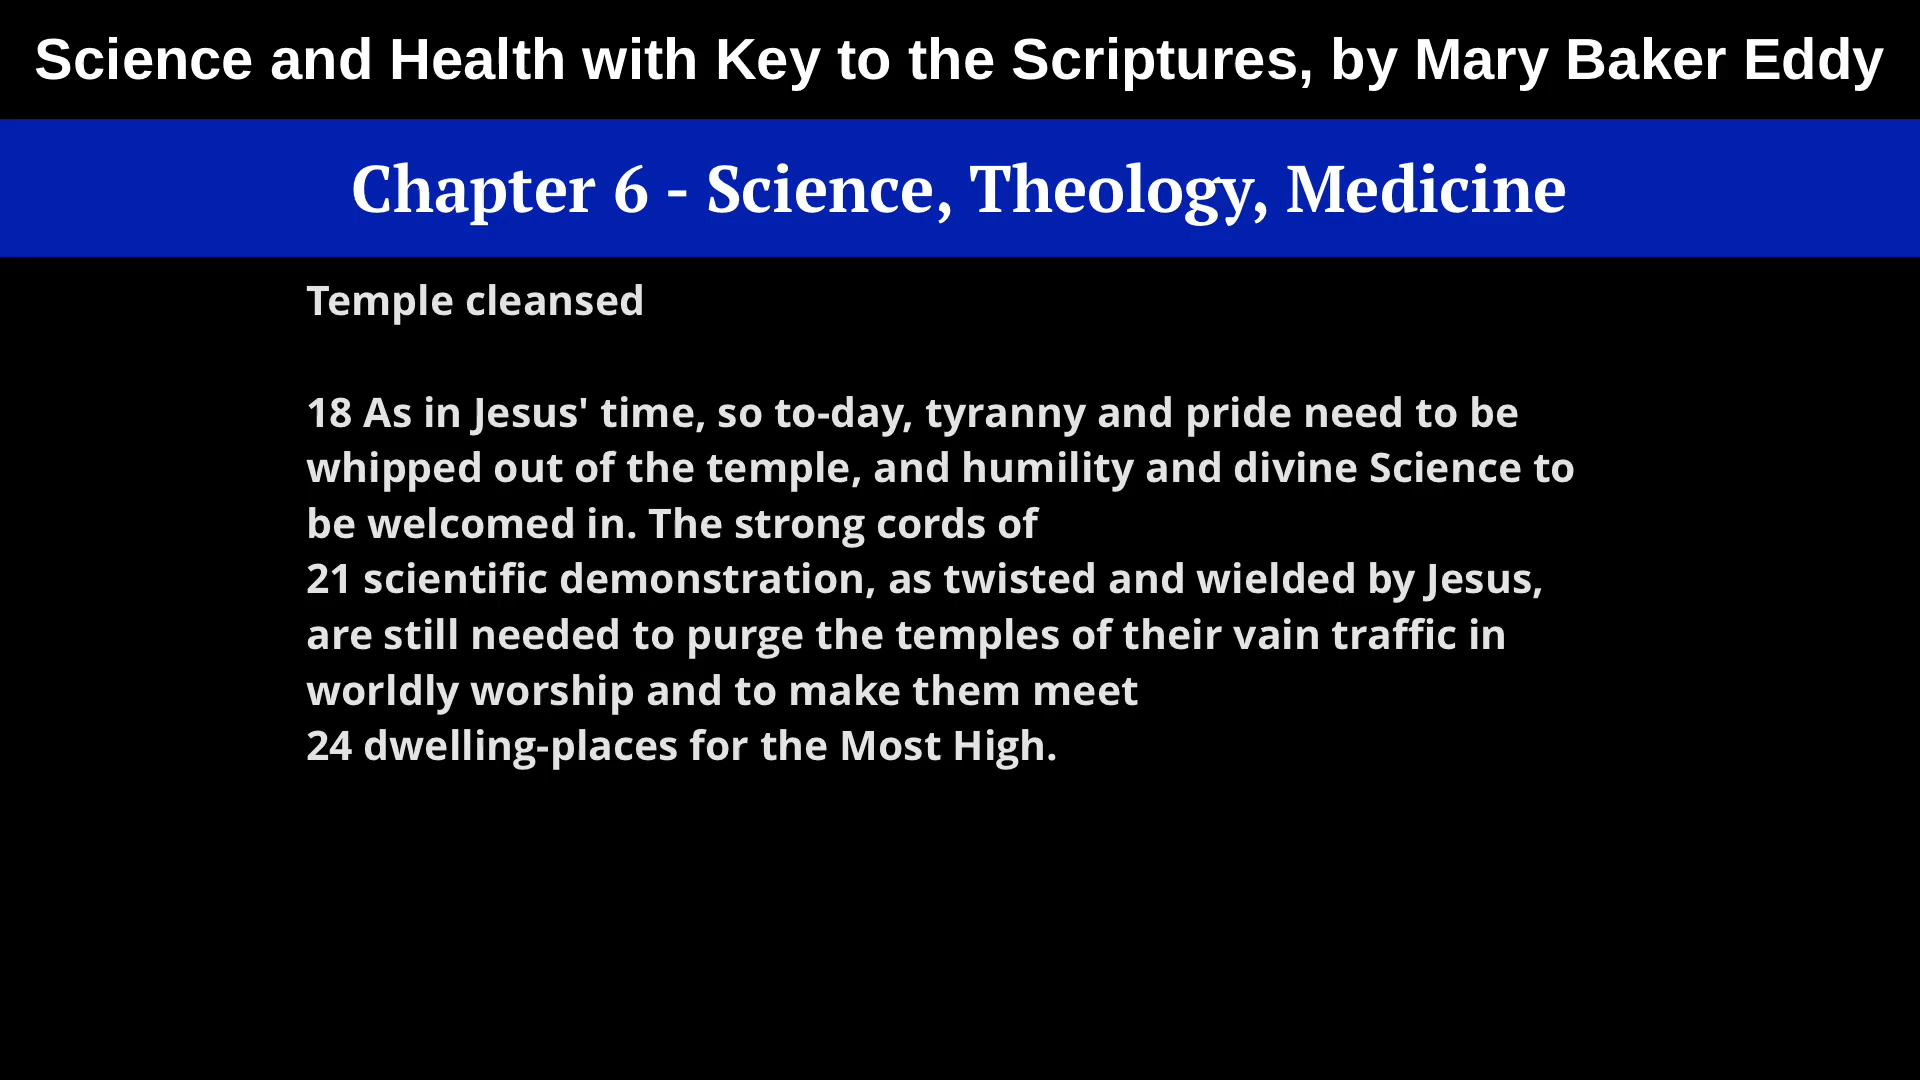 Science and Health with Key to the Scriptures, by Mary Baker Eddy
Chapter 6 - Science, Theology, Medicine
Temple cleansed
18 As in Jesus' time, so to-day, tyranny and pride need to be
whipped out of the temple, and humility and divine Science to
be welcomed in. The strong cords of
21 scientific demonstration, as twisted and wielded by Jesus,
are still needed to purge the temples of their vain traffic in
worldly worship and to make them meet
24 dwelling-places for the Most High.